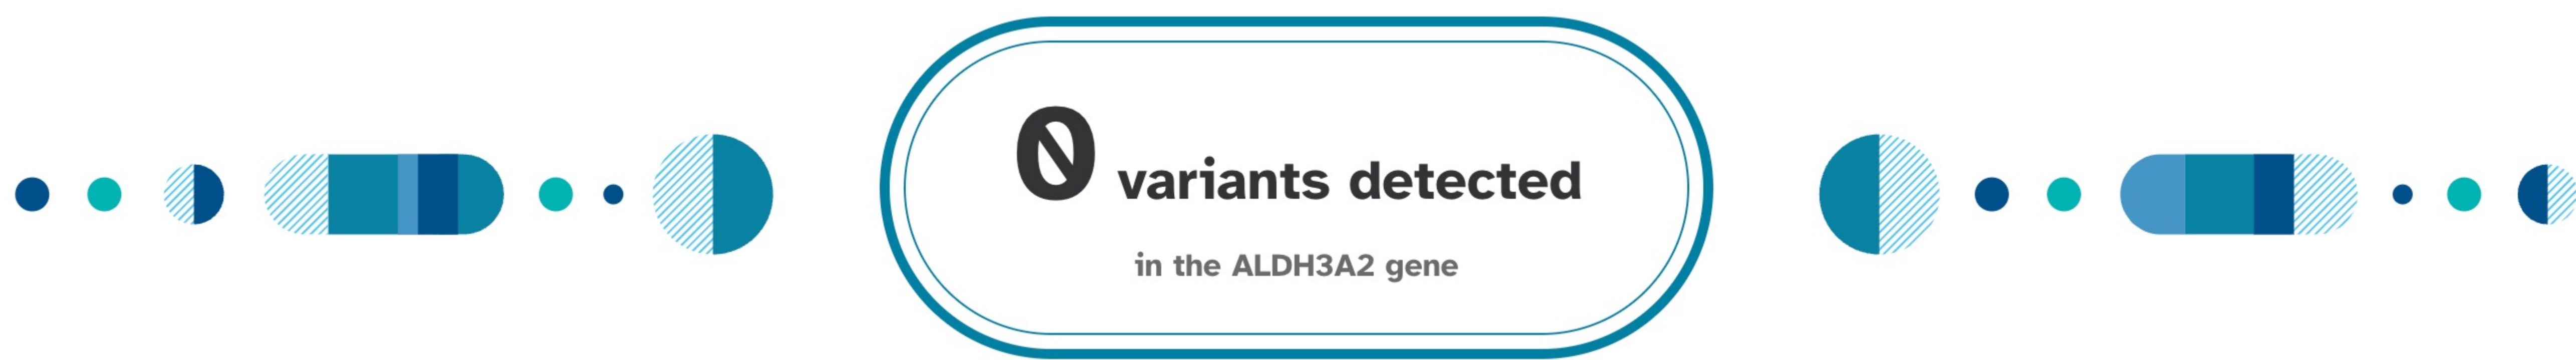 0 variants detected
in the ALDH3A2 gene